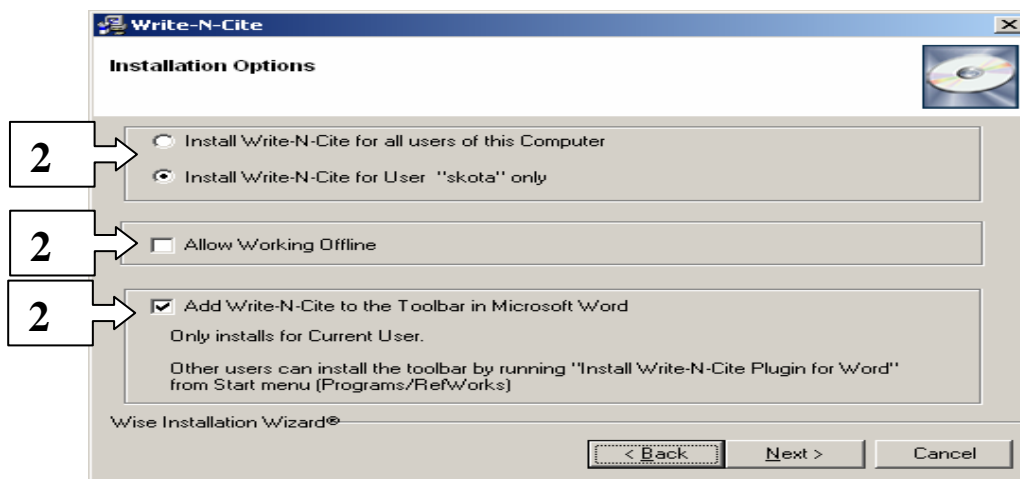 Write-N-Cite
Installation Options
2
Install Write-N-Cite for all users of this Computer
Install Write-N-Cite for User "skota" only
2
Allow Working Offline
2
Add Write-N-Cite to the Toolbar in Microsoft Word
Only installs for Current User.
Other users can install the toolbar by running "Install Write-N-Cite Plugin for Word"
from Start menu (Programs/RefWorks)
Wise Installation Wizard®
< Back
Next >
Cancel